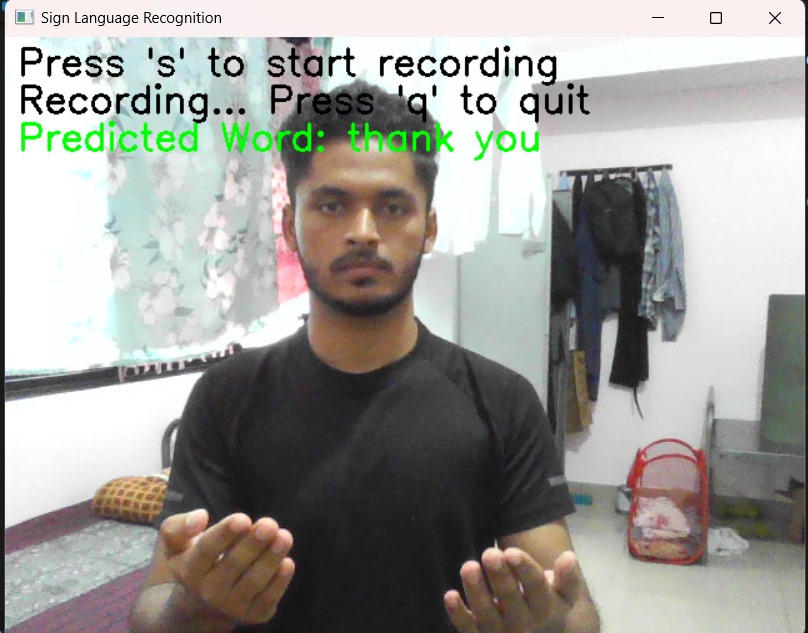 Sign Language Recognition
Press 's' to start recording
Recording... Press 'q' to quit
Predicted Word: thank you